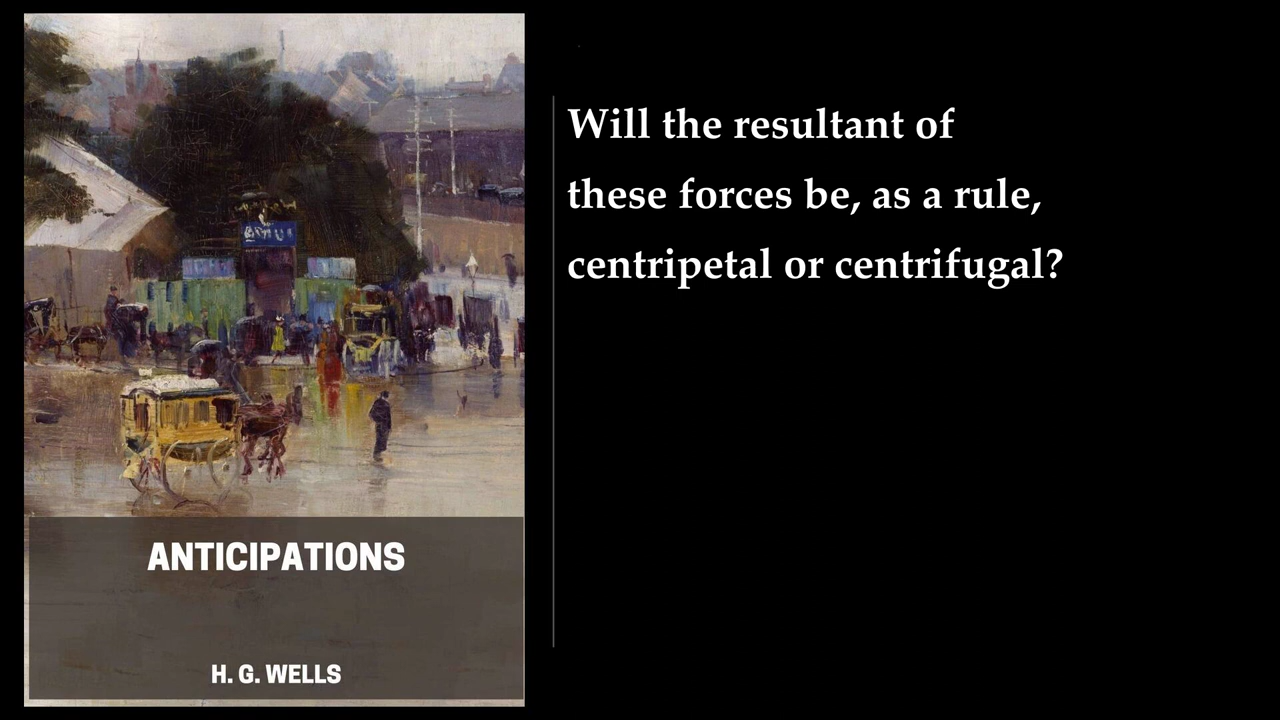 Will the resultant of
these forces be, as a rule,
centripetal or centrifugal?
ANTICIPATIONS
H. G. WELLS